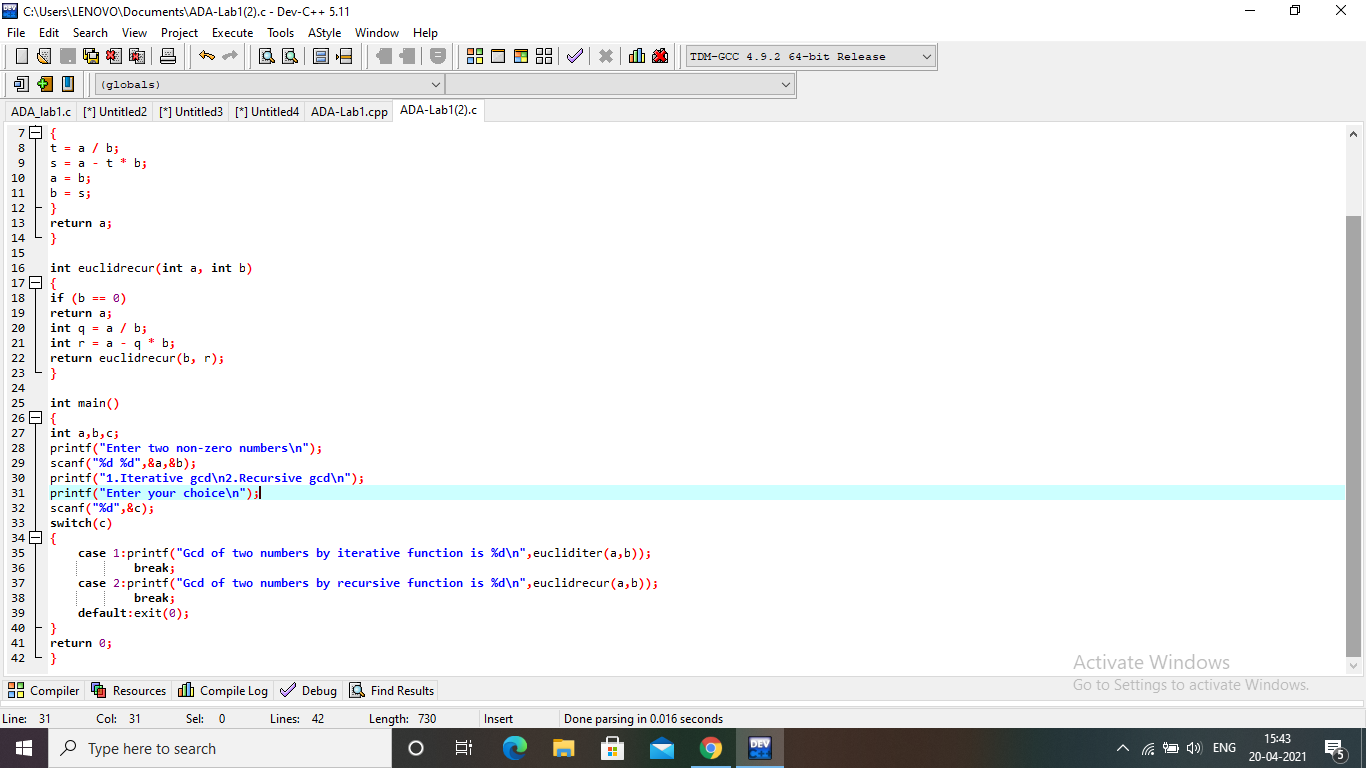 C:\Users\LENOVO\Documents\ADA-Lab1(2).c - Dev-C++ 5.11
File Edit Search View Project Execute Tools AStyle Window Help
TDM-GCC 4.9.2 64-bit Release
(globals)
ADA_lab1.c [*] Untitled2 [*] Untitled3 [*] Untitled4 ADA-Lab1.cpp ADA-Lab1(2).c
7 {
8 t = a / b;
9 s = a - t * b;
10 a = b;
11 b = s;
12 }
13 return a;
14 }
15
16 int euclidrecur(int a, int b)
17 {
18 if (b == 0)
19 return a;
20 int q = a / b;
21 int r = a - q * b;
22 return euclidrecur(b, r);
23 }
24
25 int main()
26 {
27 int a,b,c;
28 printf("Enter two non-zero numbers\n");
29 scanf("%d %d",&a,&b);
30 printf("1.Iterative gcd\n2.Recursive gcd\n");
31 printf("Enter your choice\n");
32 scanf("%d",&c);
33 switch(c)
34 {
35 case 1:printf("Gcd of two numbers by iterative function is %d\n",eucliditer(a,b));
36 break;
37 case 2:printf("Gcd of two numbers by recursive function is %d\n",euclidrecur(a,b));
38 break;
39 default:exit(0);
40 }
41 return 0;
42 }
Activate Windows
Go to Settings to activate Windows.
Compiler Resources Compile Log Debug Find Results
Line: 31 Col: 31 Sel: 0 Lines: 42 Length: 730 Insert Done parsing in 0.016 seconds
Type here to search
DEV
ENG
15:43
20-04-2021
5